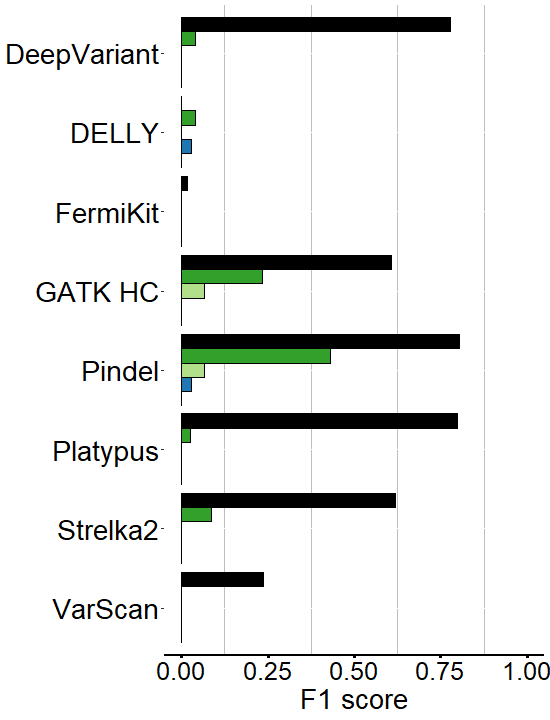 DeepVariant
DELLY
FermiKit
GATK HC
Pindel
Platypus
Strelka2
VarScan
0.00 0.25 0.50 0.75 1.00
F1 score